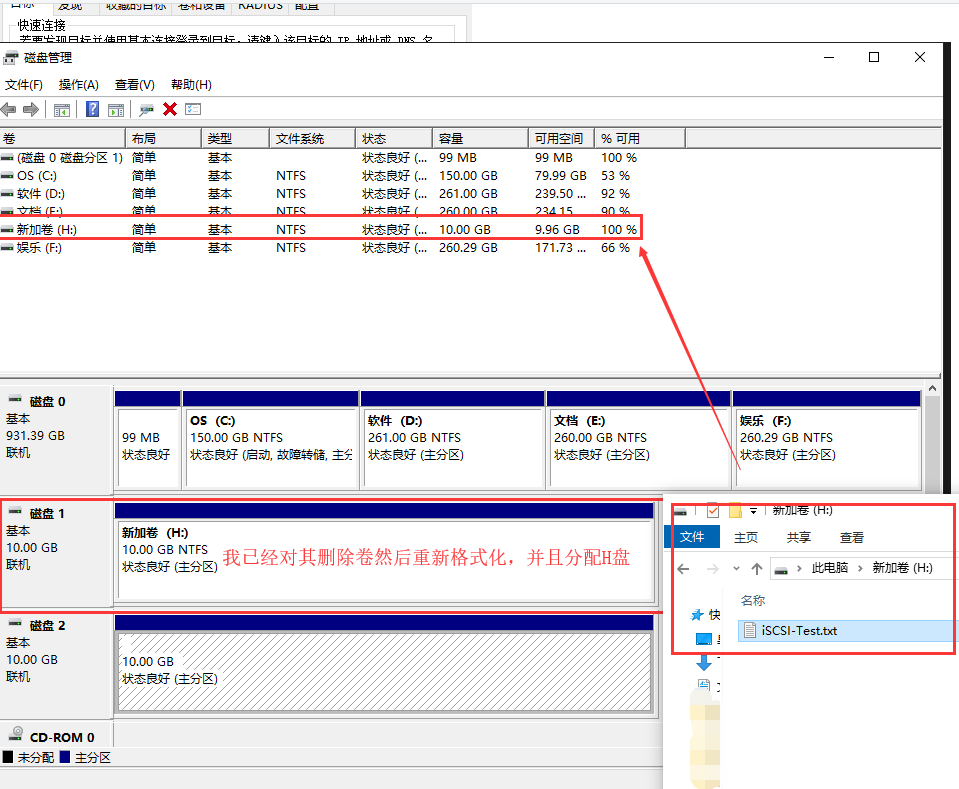 目标 发现 收藏的目标 卷和设备 RADIUS 配置
快速连接
若要发现目标并使用基本连接登录到目标，请键入该目标的 IP 地址或 DNS 名
磁盘管理
文件(F) 操作(A) 查看(V) 帮助(H)
卷 布局 类型 文件系统 状态 容量 可用空间 % 可用
(磁盘 0 磁盘分区 1) 简单 基本 状态良好 (... 99 MB 99 MB 100 %
OS (C:) 简单 基本 NTFS 状态良好 (... 150.00 GB 79.99 GB 53 %
软件 (D:) 简单 基本 NTFS 状态良好 (... 261.00 GB 239.50 ... 92 %
文档 (E:) 简单 基本 NTFS 状态良好 (... 260.00 GB 234.15 ... 90 %
新加卷 (H:) 简单 基本 NTFS 状态良好 (... 10.00 GB 9.96 GB 100 %
娱乐 (F:) 简单 基本 NTFS 状态良好 (... 260.29 GB 171.73 ... 66 %
磁盘 0
基本
931.39 GB
联机
99 MB
状态良好
OS (C:)
150.00 GB NTFS
状态良好 (启动, 故障转储, 主分
软件 (D:)
261.00 GB NTFS
状态良好 (主分区)
文档 (E:)
260.00 GB NTFS
状态良好 (主分区)
娱乐 (F:)
260.29 GB NTFS
状态良好 (主分区)
磁盘 1
基本
10.00 GB
联机
新加卷 (H:)
10.00 GB NTFS
状态良好 (主分区)
我已经对其删除卷然后重新格式化，并且分配H盘
磁盘 2
基本
10.00 GB
联机
10.00 GB
状态良好 (主分区)
CD-ROM 0
未分配 主分区
新加卷 (H:)
文件 主页 共享 查看
此电脑 新加卷 (H:)
名称
快
iSCSI-Test.txt